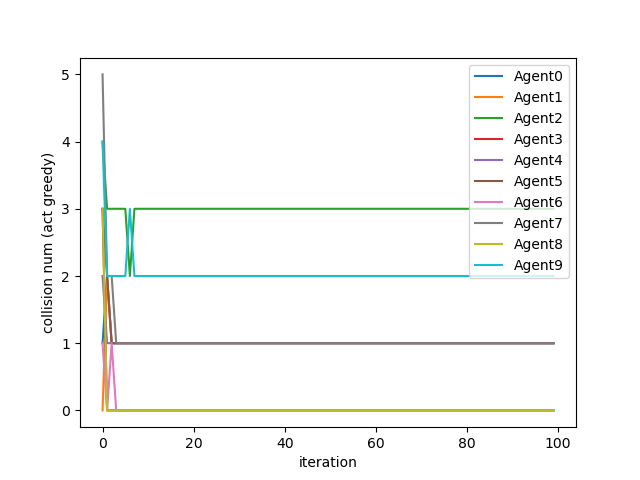 5
4
3
2
1
0
collision num (act greedy)
0
20
40
60
80
100
iteration
Agent0
Agent1
Agent2
Agent3
Agent4
Agent5
Agent6
Agent7
Agent8
Agent9